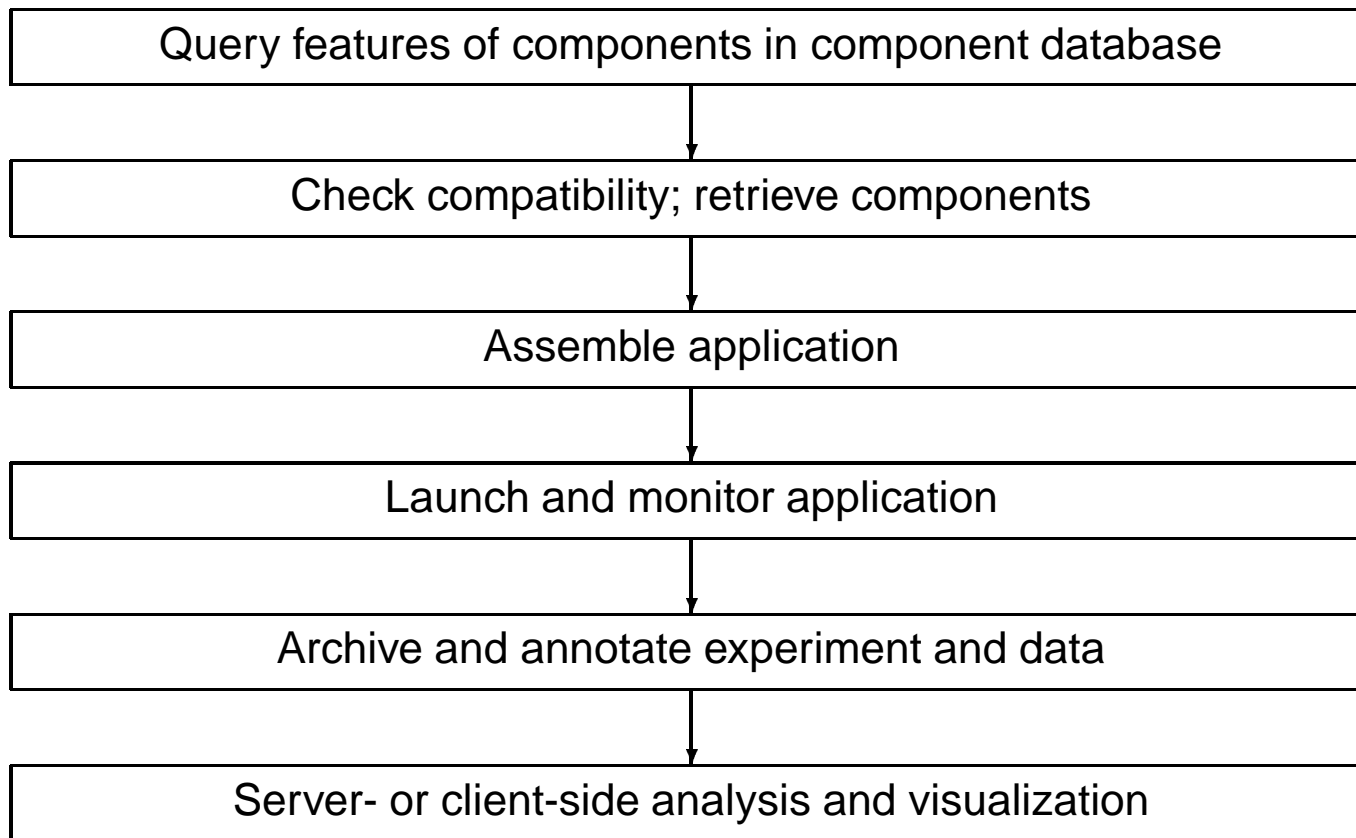 Query features of components in component database
Check compatibility; retrieve components
Assemble application
Launch and monitor application
Archive and annotate experiment and data
Server- or client-side analysis and visualization